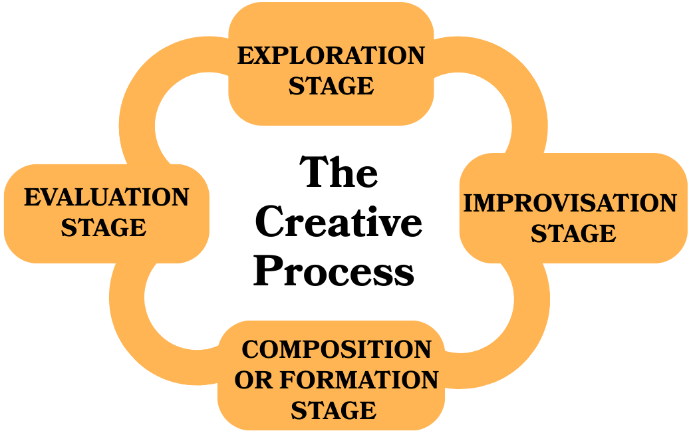 EXPLORATION
STAGE
The
Creative
Process
EVALUATION
STAGE
IMPROVISATION
STAGE
COMPOSITION
OR FORMATION
STAGE